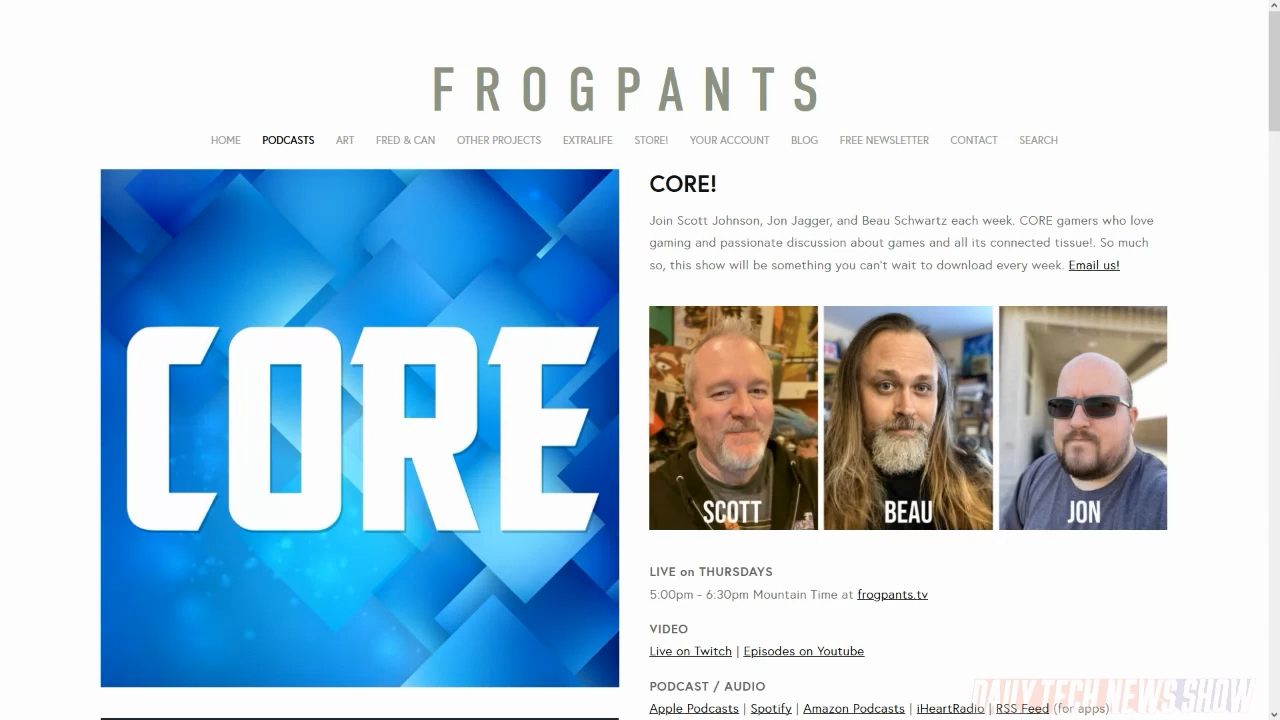 FROGPANTS
HOME PODCASTS ART FRED & CAN OTHER PROJECTS EXTRALIFE STORE! YOUR ACCOUNT BLOG FREE NEWSLETTER CONTACT SEARCH
CORE
CORE!
Join Scott Johnson, Jon Jagger, and Beau Schwartz each week. CORE gamers who love
gaming and passionate discussion about games and all its connected tissue!. So much
so, this show will be something you can't wait to download every week. Email us!
SCOTT BEAU JON
LIVE on THURSDAYS
5:00pm - 6:30pm Mountain Time at frogpants.tv
VIDEO
Live on Twitch | Episodes on Youtube
PODCAST / AUDIO
Apple Podcasts | Spotify | Amazon Podcasts | iHeartRadio | RSS Feed (for apps)
DAILY TECH NEWS SHOW